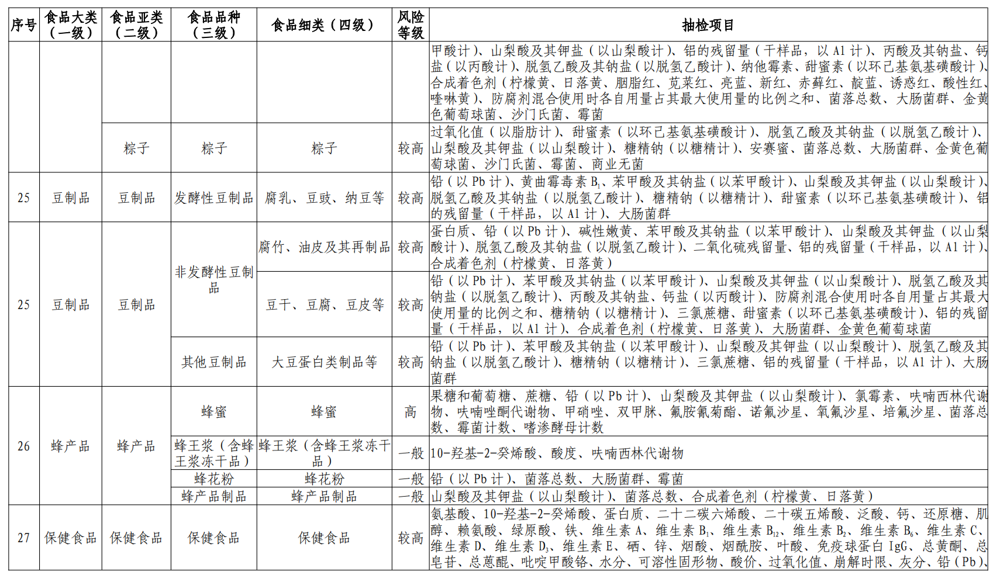 序号
食品大类
（一级）
食品亚类
（二级）
食品品种
（三级）
食品细类（四级）
风险
等级
抽检项目
甲酸计）、山梨酸及其钾盐（以山梨酸计）、铝的残留量（干样品，以 Al 计）、丙酸及其钠盐、钙
盐（以丙酸计）、脱氢乙酸及其钠盐（以脱氢乙酸计）、纳他霉素、甜蜜素（以环己基氨基磺酸计）、
合成着色剂（柠檬黄、日落黄、胭脂红、苋菜红、亮蓝、新红、赤藓红、靛蓝、诱惑红、酸性红、
喹啉黄）、防腐剂混合使用时各自用量占其最大使用量的比例之和、菌落总数、大肠菌群、金黄
色葡萄球菌、沙门氏菌、霉菌
粽子
粽子
粽子
较高
过氧化值（以脂肪计）、甜蜜素（以环己基氨基磺酸计）、脱氢乙酸及其钠盐（以脱氢乙酸计）、
山梨酸及其钾盐（以山梨酸计）、糖精钠（以糖精计）、安赛蜜、菌落总数、大肠菌群、金黄色葡
萄球菌、沙门氏菌、霉菌、商业无菌
25
豆制品
豆制品
发酵性豆制品
腐乳、豆豉、纳豆等
较高
铅（以 Pb 计）、黄曲霉毒素 B₁、苯甲酸及其钠盐（以苯甲酸计）、山梨酸及其钾盐（以山梨酸计）、
脱氢乙酸及其钠盐（以脱氢乙酸计）、糖精钠（以糖精计）、甜蜜素（以环己基氨基磺酸计）、铝
的残留量（干样品，以 Al 计）、大肠菌群
25
豆制品
豆制品
非发酵性豆制
品
腐竹、油皮及其再制品
较高
蛋白质、铅（以 Pb 计）、碱性嫩黄、苯甲酸及其钠盐（以苯甲酸计）、山梨酸及其钾盐（以山梨
酸计）、脱氢乙酸及其钠盐（以脱氢乙酸计）、二氧化硫残留量、铝的残留量（干样品，以 Al 计）、
合成着色剂（柠檬黄、日落黄）
豆干、豆腐、豆皮等
较高
铅（以 Pb 计）、苯甲酸及其钠盐（以苯甲酸计）、山梨酸及其钾盐（以山梨酸计）、脱氢乙酸及其
钠盐（以脱氢乙酸计）、丙酸及其钠盐、钙盐（以丙酸计）、防腐剂混合使用时各自用量占其最大
使用量的比例之和、糖精钠（以糖精计）、三氯蔗糖、甜蜜素（以环己基氨基磺酸计）、铝的残留
量（干样品，以 Al 计）、合成着色剂（柠檬黄、日落黄）、大肠菌群、金黄色葡萄球菌
其他豆制品
大豆蛋白类制品等
较高
铅（以 Pb 计）、苯甲酸及其钠盐（以苯甲酸计）、山梨酸及其钾盐（以山梨酸计）、脱氢乙酸及其
钠盐（以脱氢乙酸计）、糖精钠（以糖精计）、三氯蔗糖、铝的残留量（干样品，以 Al 计）、大肠
菌群
26
蜂产品
蜂产品
蜂蜜
蜂蜜
高
果糖和葡萄糖、蔗糖、铅（以 Pb 计）、山梨酸及其钾盐（以山梨酸计）、氯霉素、呋喃西林代谢
物、呋喃唑酮代谢物、甲硝唑、双甲脒、氟胺氰菊酯、诺氟沙星、氧氟沙星、培氟沙星、菌落总
数、霉菌计数、嗜渗酵母计数
蜂王浆（含蜂
王浆冻干品）
蜂王浆（含蜂王浆冻干
品）
一般
10-羟基-2-癸烯酸、酸度、呋喃西林代谢物
蜂花粉
蜂花粉
一般
铅（以 Pb 计）、菌落总数、大肠菌群、霉菌
蜂产品制品
蜂产品制品
一般
山梨酸及其钾盐（以山梨酸计）、菌落总数、合成着色剂（柠檬黄、日落黄）
27
保健食品
保健食品
保健食品
保健食品
较高
氨基酸、10-羟基-2-癸烯酸、蛋白质、二十二碳六烯酸、二十碳五烯酸、泛酸、钙、还原糖、肌
醇、赖氨酸、绿原酸、铁、维生素 A、维生素 B₁、维生素 B₁₂、维生素 B₂、维生素 B₆、维生素 C、
维生素 D、维生素 D₃、维生素 E、硒、锌、烟酸、烟酰胺、叶酸、免疫球蛋白 IgG、总黄酮、总
皂苷、总蒽醌、吡啶甲酸铬、水分、可溶性固形物、酸价、过氧化值、崩解时限、灰分、铅（Pb）、